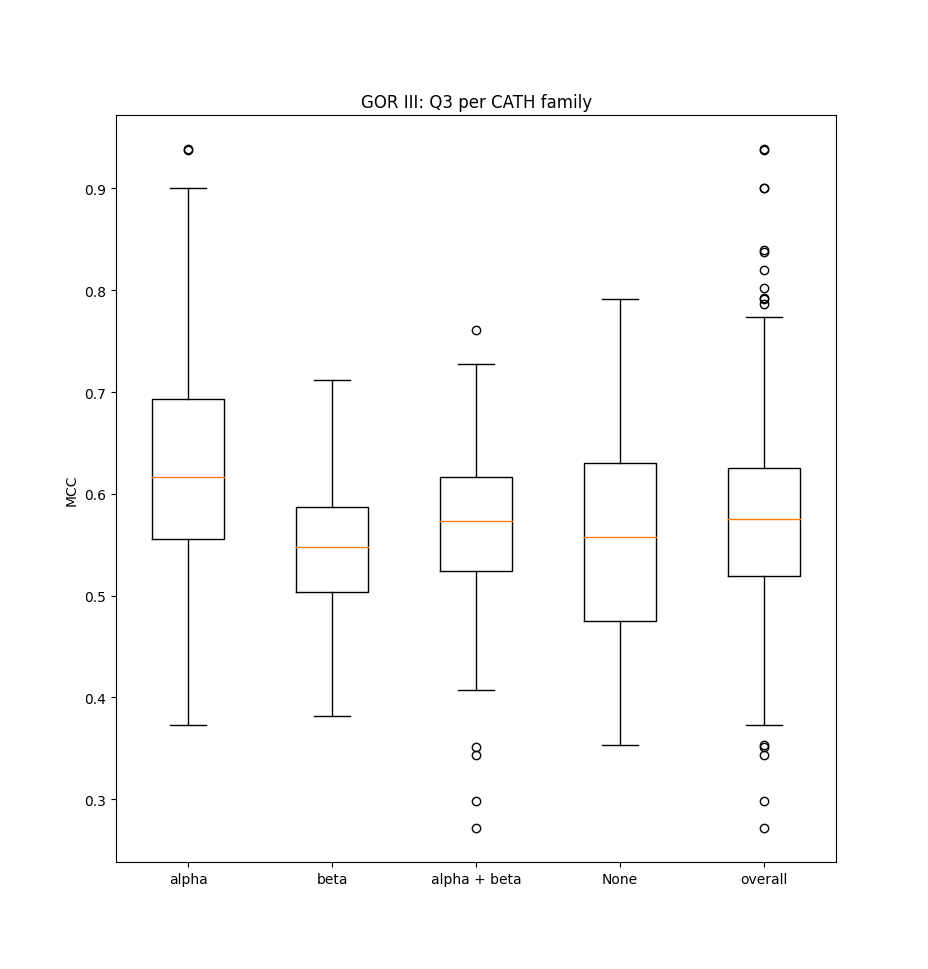 GOR III: Q3 per CATH family
MCC
0.9
0.8
0.7
0.6
0.5
0.4
0.3
alpha
beta
alpha + beta
None
overall